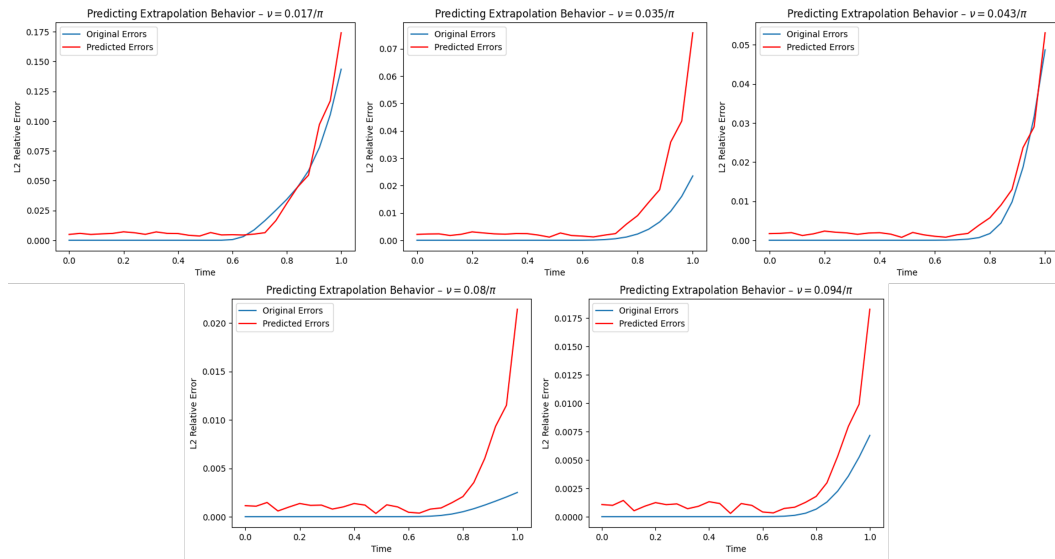 Predicting Extrapolation Behavior – ν = 0.017/π
Original Errors
Predicted Errors
L2 Relative Error
0.175
0.150
0.125
0.100
0.075
0.050
0.025
0.000
0.0 0.2 0.4 0.6 0.8 1.0
Time
Predicting Extrapolation Behavior – ν = 0.035/π
Original Errors
Predicted Errors
L2 Relative Error
0.07
0.06
0.05
0.04
0.03
0.02
0.01
0.00
0.0 0.2 0.4 0.6 0.8 1.0
Time
Predicting Extrapolation Behavior – ν = 0.043/π
Original Errors
Predicted Errors
L2 Relative Error
0.05
0.04
0.03
0.02
0.01
0.00
0.0 0.2 0.4 0.6 0.8 1.0
Time
Predicting Extrapolation Behavior – ν = 0.08/π
Original Errors
Predicted Errors
L2 Relative Error
0.020
0.015
0.010
0.005
0.000
0.0 0.2 0.4 0.6 0.8 1.0
Time
Predicting Extrapolation Behavior – ν = 0.094/π
Original Errors
Predicted Errors
L2 Relative Error
0.0175
0.0150
0.0125
0.0100
0.0075
0.0050
0.0025
0.0000
0.0 0.2 0.4 0.6 0.8 1.0
Time